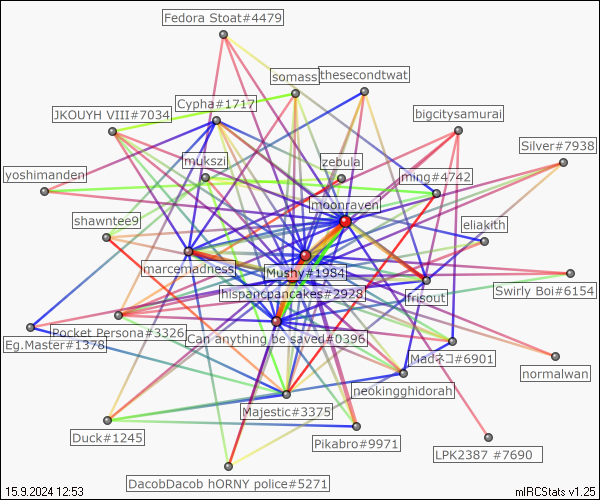 Fedora Stoat#4479
somass
thesecondtwat
Cypha#1717
JKOUYH VIII#7034
bigcitysamurai
Silver#7938
mukszi
zebula
yoshimanden
ming#4742
moonraven
shawntee9
eliakith
marcemadness
Mushy#1984
Swirly Boi#6154
hispancpancakes#2928
frisout
Pocket Persona#3326
Can anything be saved#0396
Eg.Master#1378
Madネコ#6901
normalwan
neokingghidorah
Majestic#3375
Duck#1245
Pikabro#9971
LPK2387 #7690
DacobDacob hORNY police#5271
15.9.2024 12:53
mIRCStats v1.25